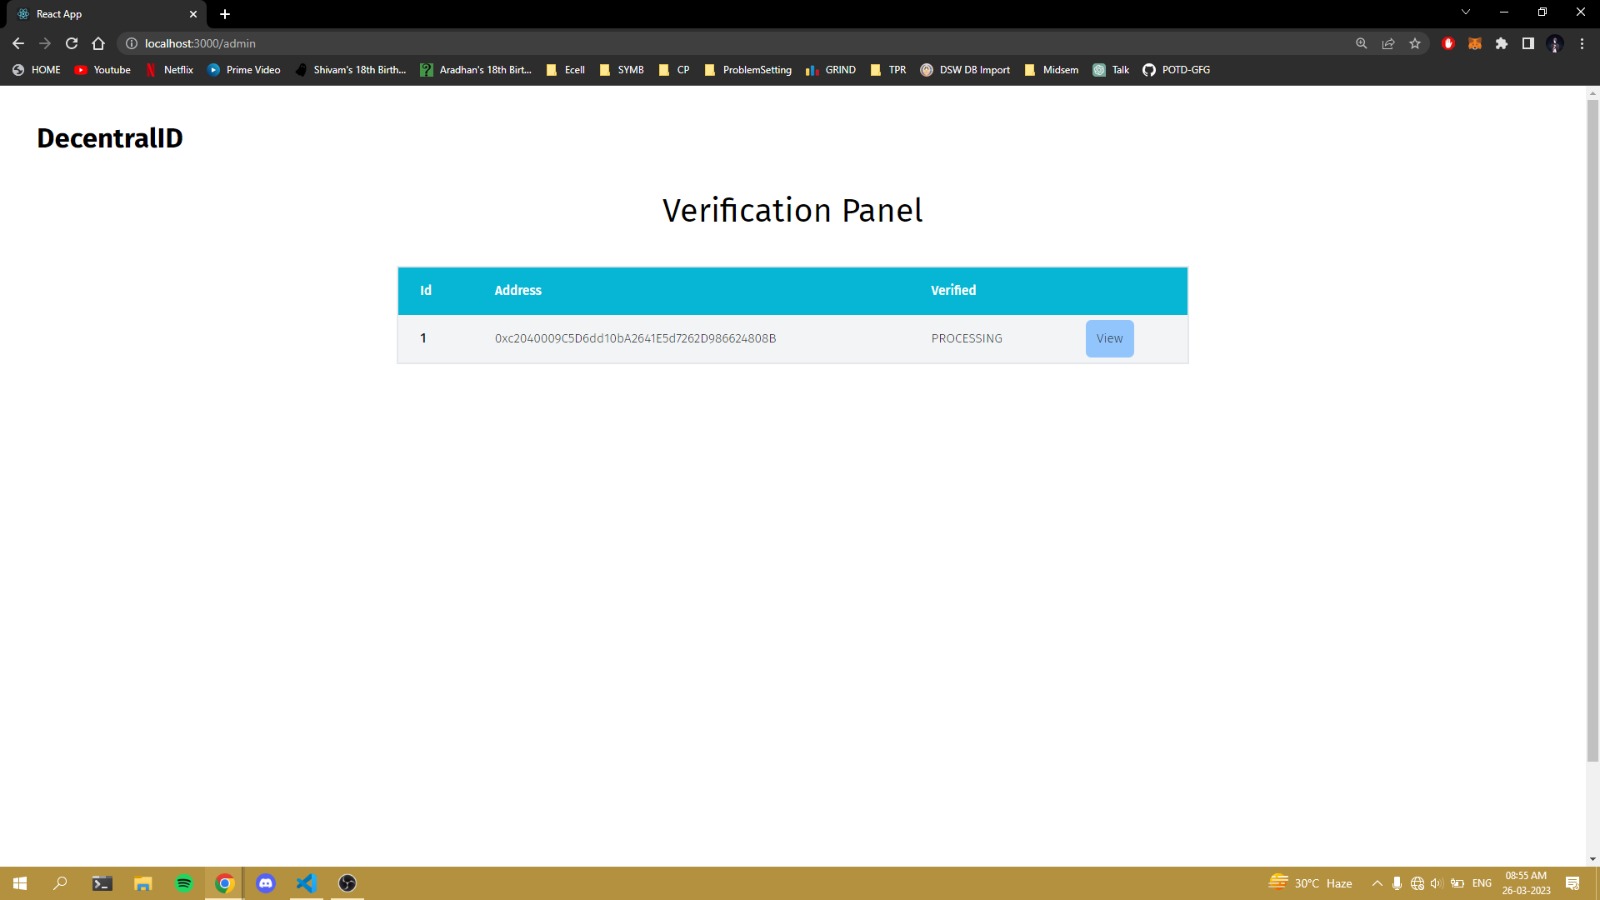 React App
localhost:3000/admin
HOME Youtube Netflix Prime Video Shivam's 18th Birth... Aradhan's 18th Birt... Ecell SYMB CP ProblemSetting GRIND TPR DSW DB Import Midsem Talk POTD-GFG
DecentralID
Verification Panel
Id Address Verified
1 0xc2040009C5D6dd10bA2641E5d7262D986624808B PROCESSING View
30°C Haze ENG 08:55 AM
26-03-2023